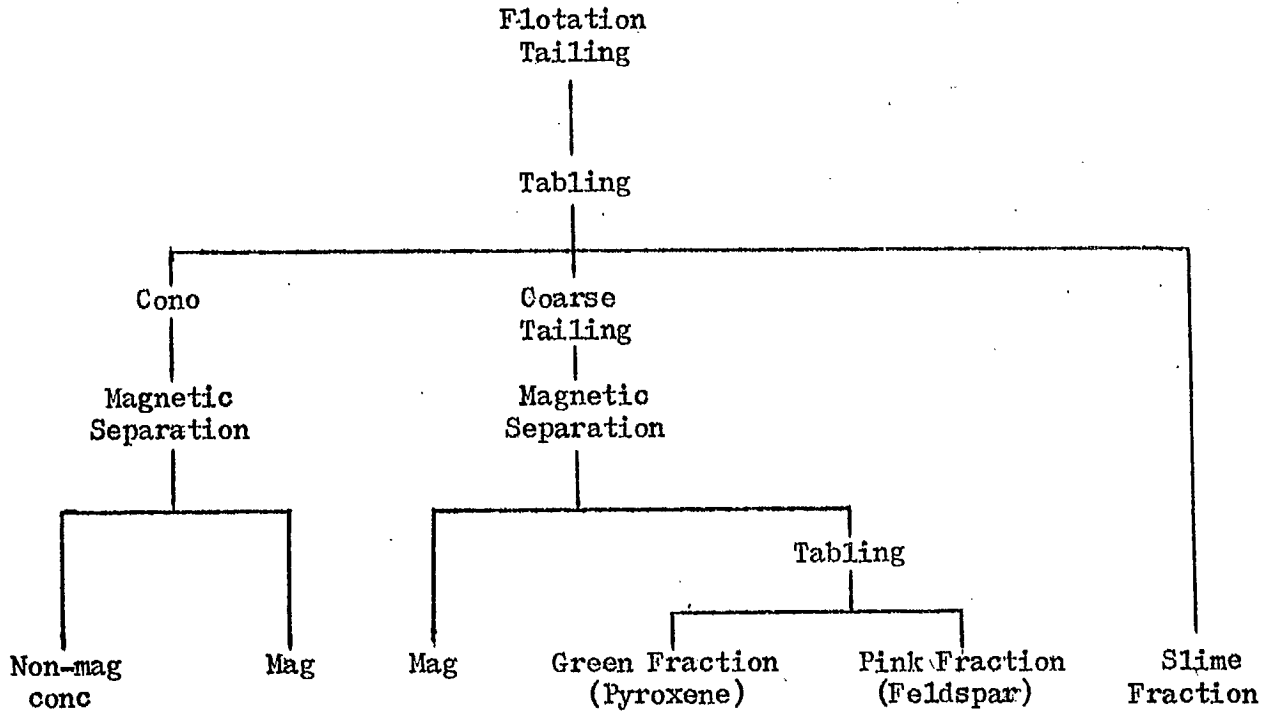 Flotation
Tailing
Tabling
Cono
Coarse
Tailing
Magnetic
Separation
Magnetic
Separation
Tabling
Non-mag
conc
Mag
Mag
Green Fraction
(Pyroxene)
Pink Fraction
(Feldspar)
Slime
Fraction